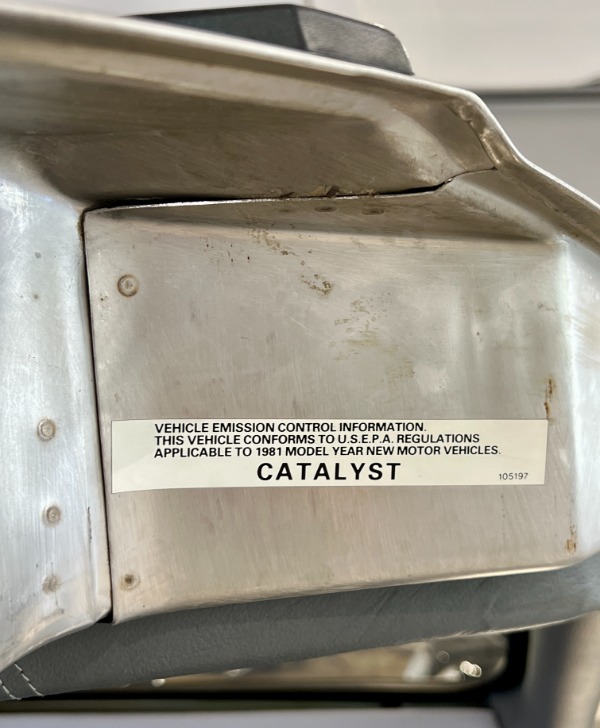 VEHICLE EMISSION CONTROL INFORMATION.
THIS VEHICLE CONFORMS TO U.S.E.P.A. REGULATIONS
APPLICABLE TO 1981 MODEL YEAR NEW MOTOR VEHICLES.
CATALYST
105197